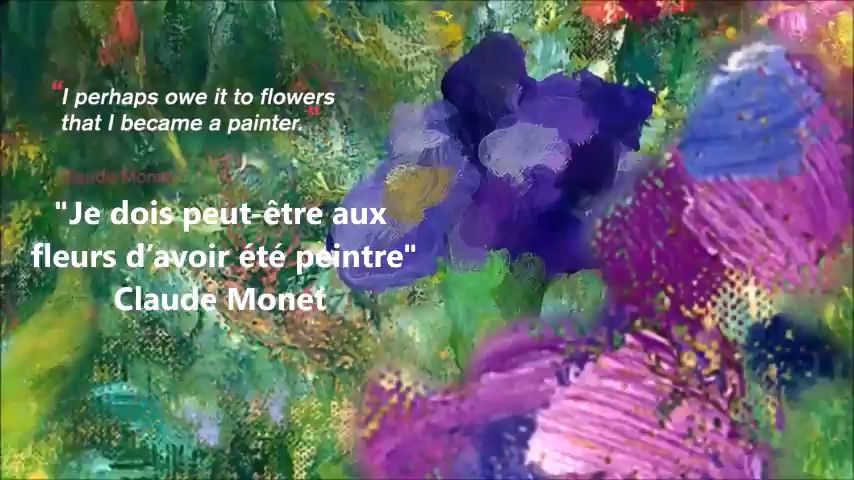 “I perhaps owe it to flowers
that I became a painter.”
Claude Monet
"Je dois peut-être aux
fleurs d’avoir été peintre"
Claude Monet